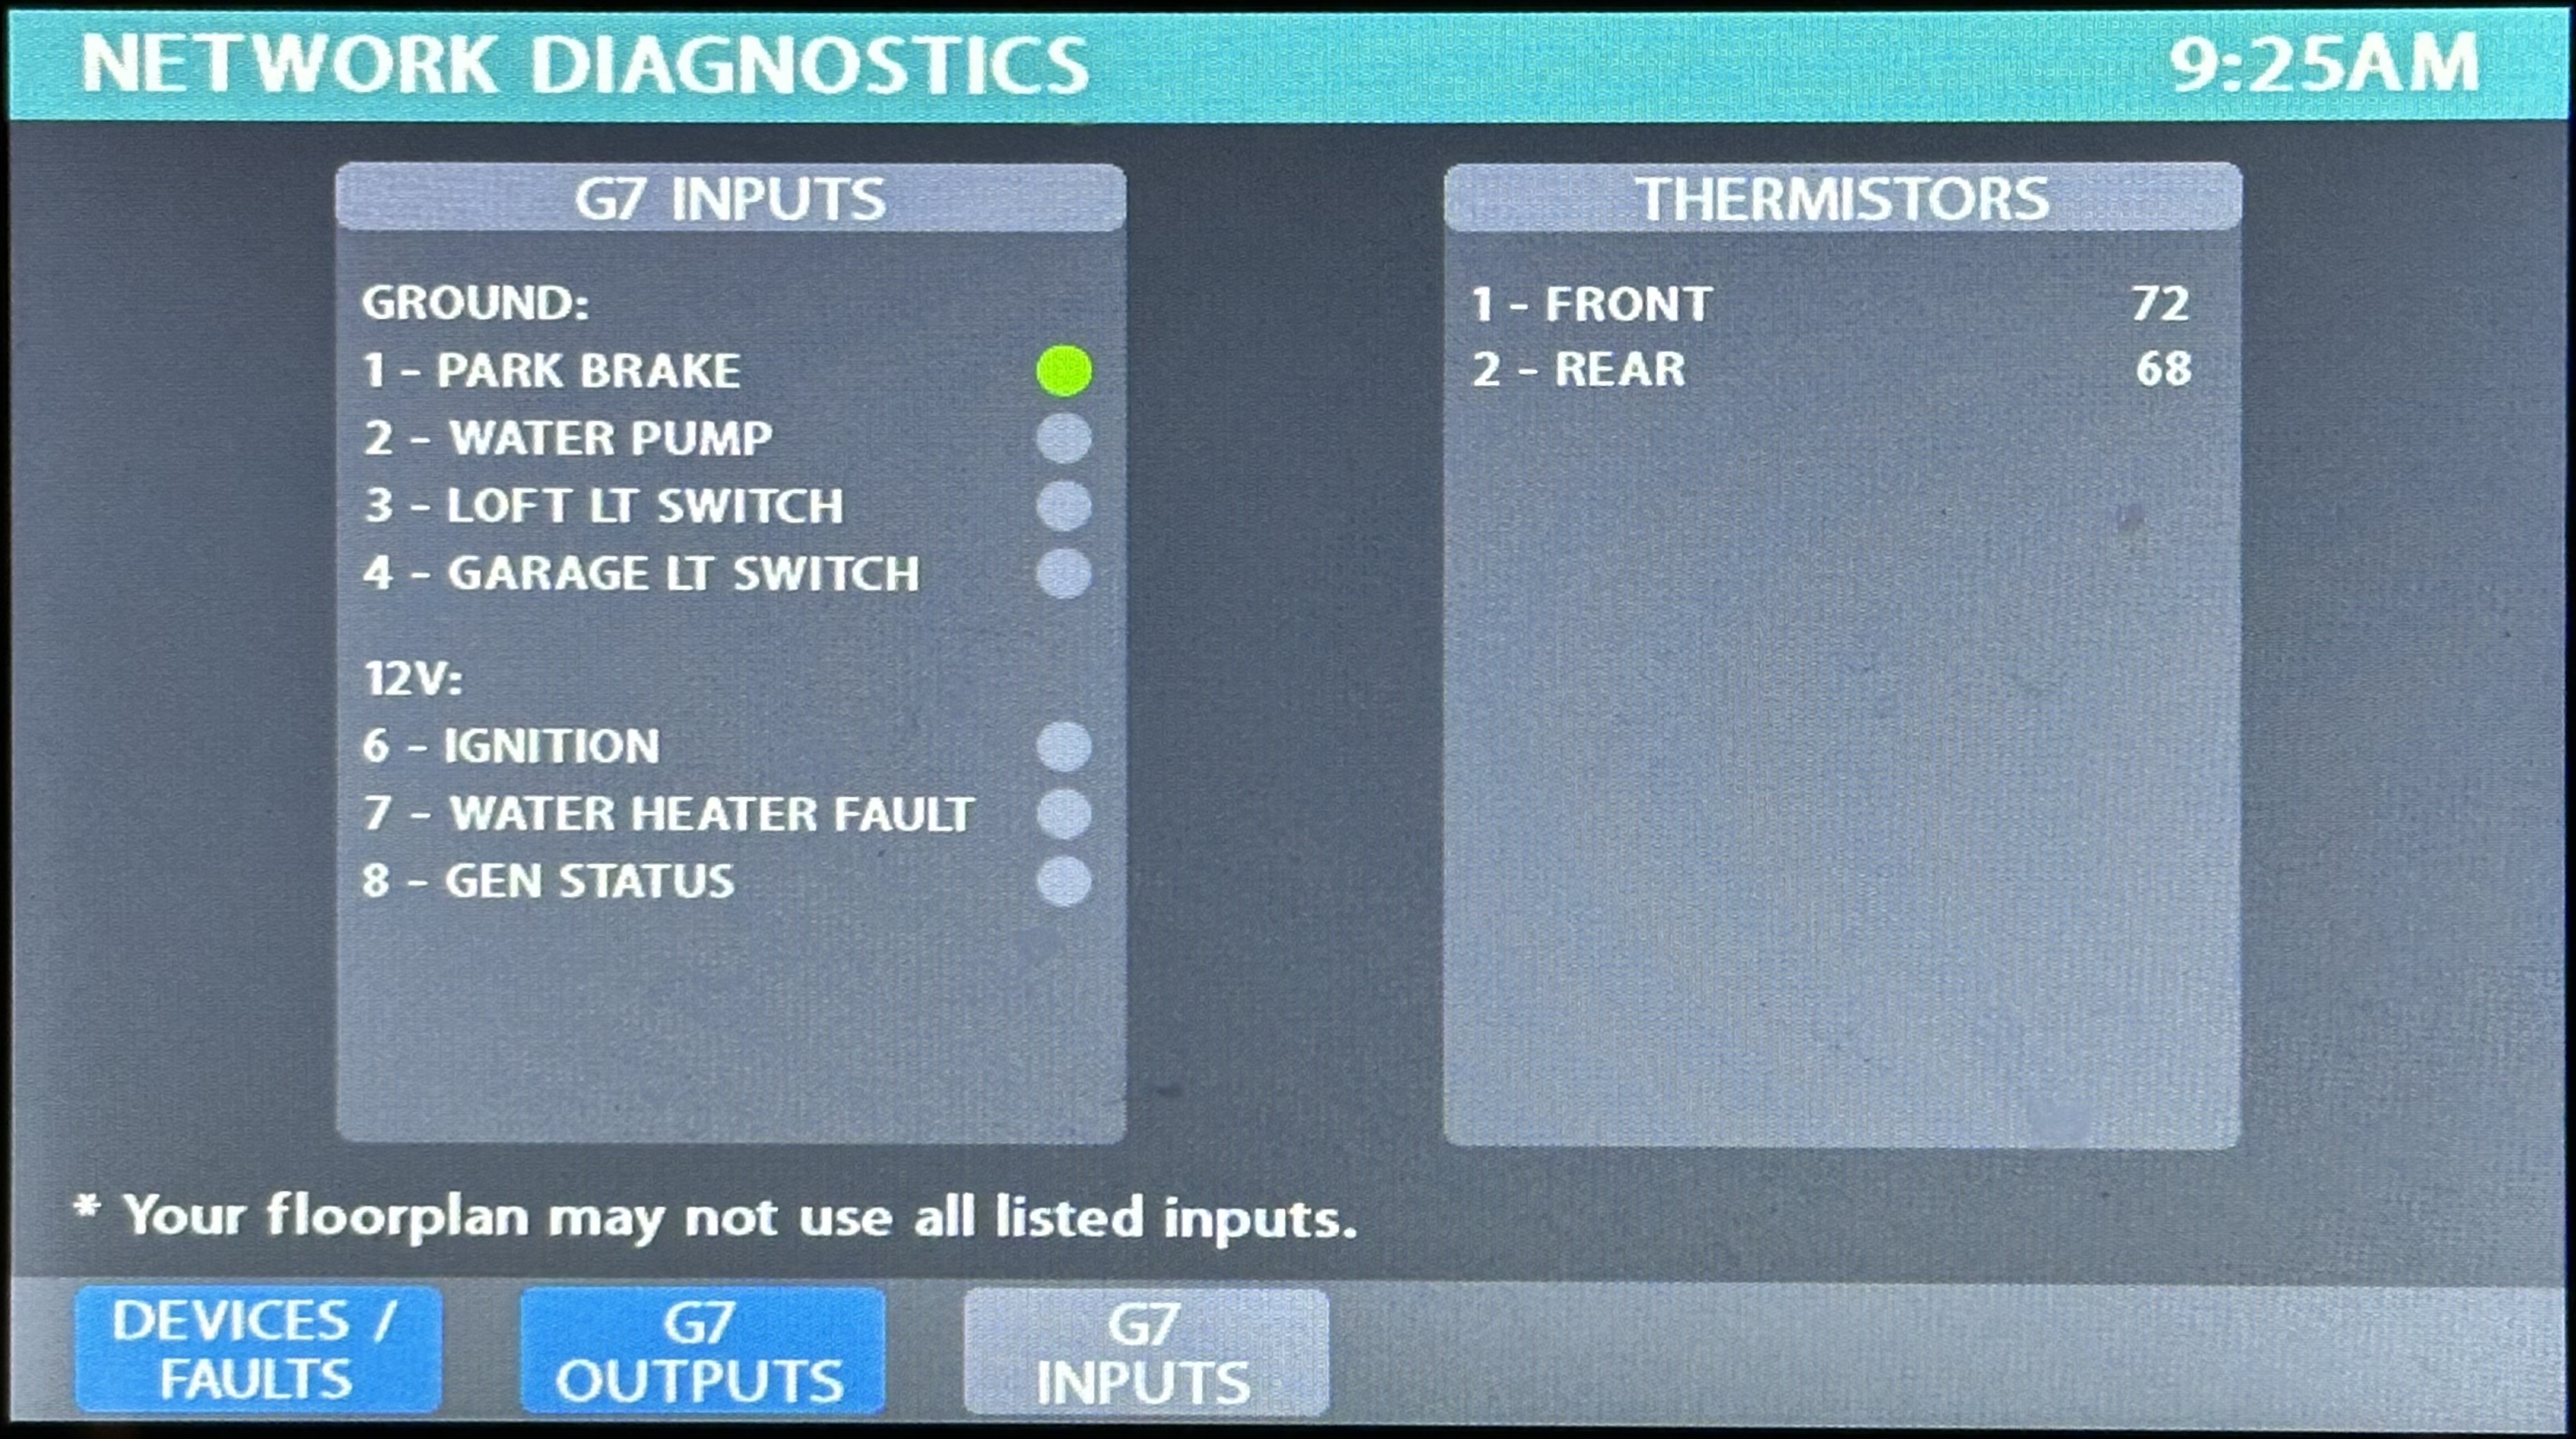 NETWORK DIAGNOSTICS 9:25AM
G7 INPUTS
GROUND:
1 - PARK BRAKE
2 - WATER PUMP
3 - LOFT LT SWITCH
4 - GARAGE LT SWITCH
12V:
6 - IGNITION
7 - WATER HEATER FAULT
8 - GEN STATUS
THERMISTORS
1 - FRONT 72
2 - REAR 68
* Your floorplan may not use all listed inputs.
DEVICES /
FAULTS
G7
OUTPUTS
G7
INPUTS